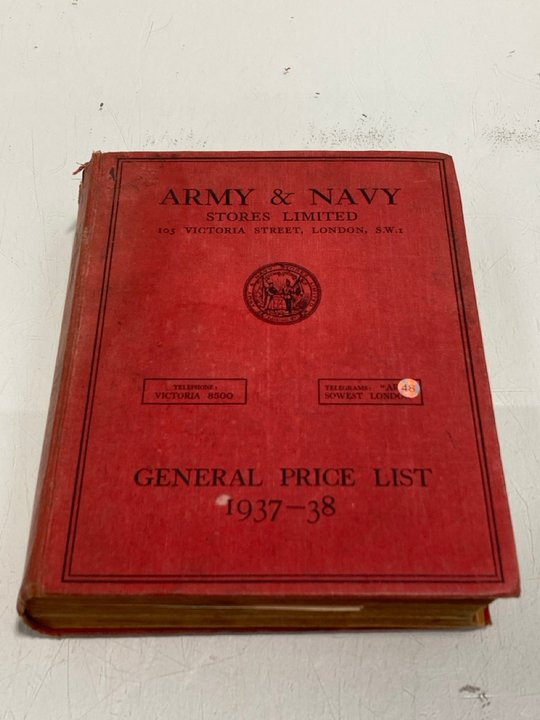 ARMY & NAVY
STORES LIMITED
105 VICTORIA STREET, LONDON, S.W.1
TELEPHONE:
VICTORIA 8500
TELEGRAMS:
SOWEST
48
GENERAL PRICE LIST
1937–38